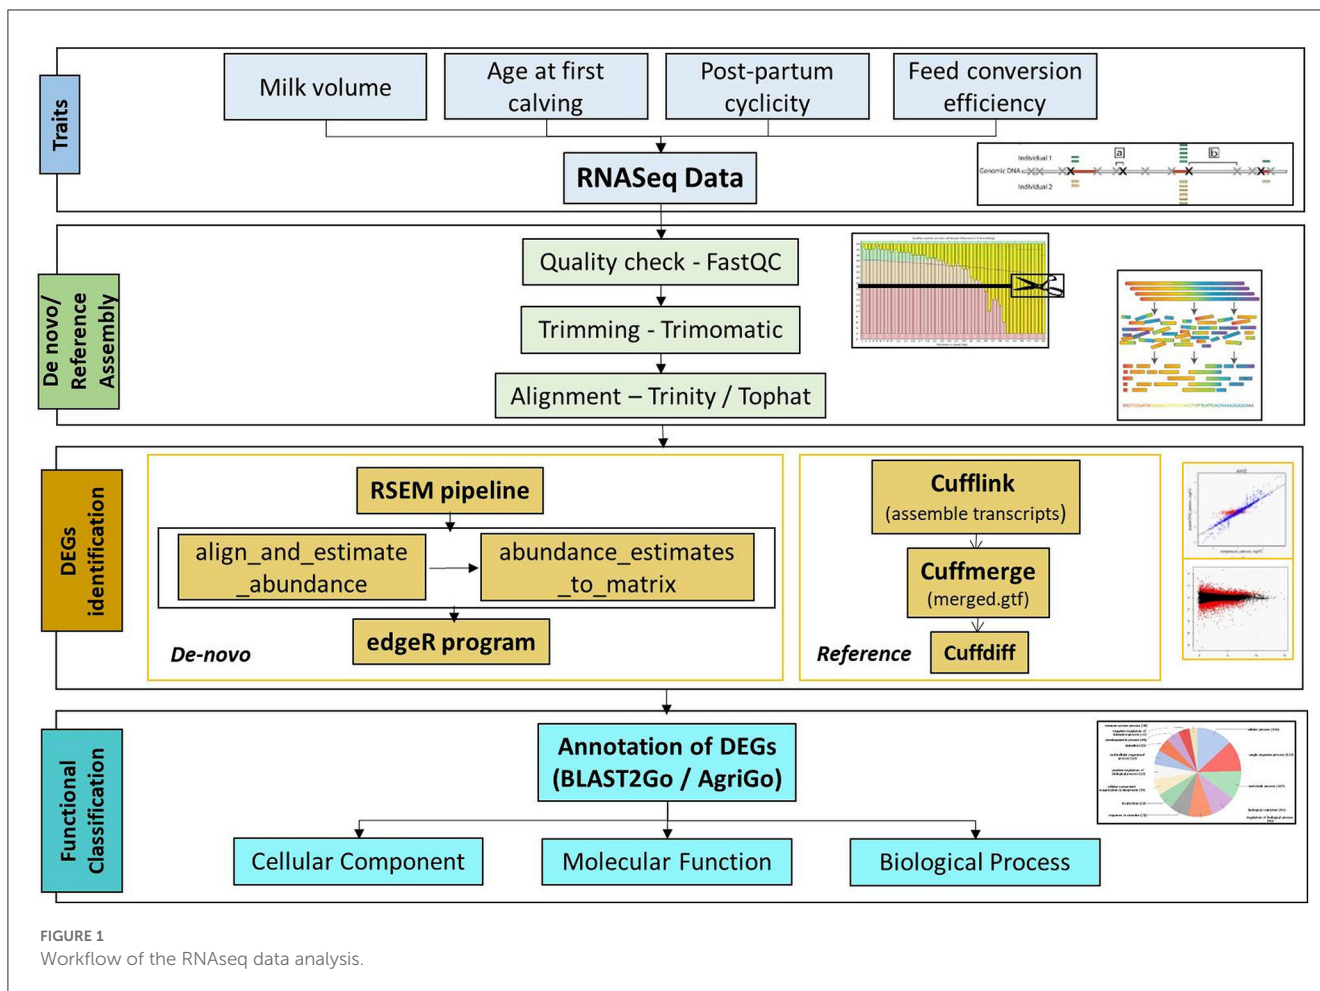 Traits
Milk volume
Age at first
calving
Post-partum
cyclicity
Feed conversion
efficiency
RNASeq Data
Individual 1
a
b
Genomic DNA
Individual 2
De novo/
Reference
Assembly
Quality check - FastQC
Trimming - Trimomatic
Alignment – Trinity / Tophat
DEGs
identification
RSEM pipeline
align_and_estimate
_abundance
abundance_estimates
_to_matrix
edgeR program
De-novo
Cufflink
(assemble transcripts)
Cuffmerge
(merged.gtf)
Cuffdiff
Reference
Functional
Classification
Annotation of DEGs
(BLAST2Go / AgriGo)
Cellular Component
Molecular Function
Biological Process
FIGURE 1
Workflow of the RNAseq data analysis.